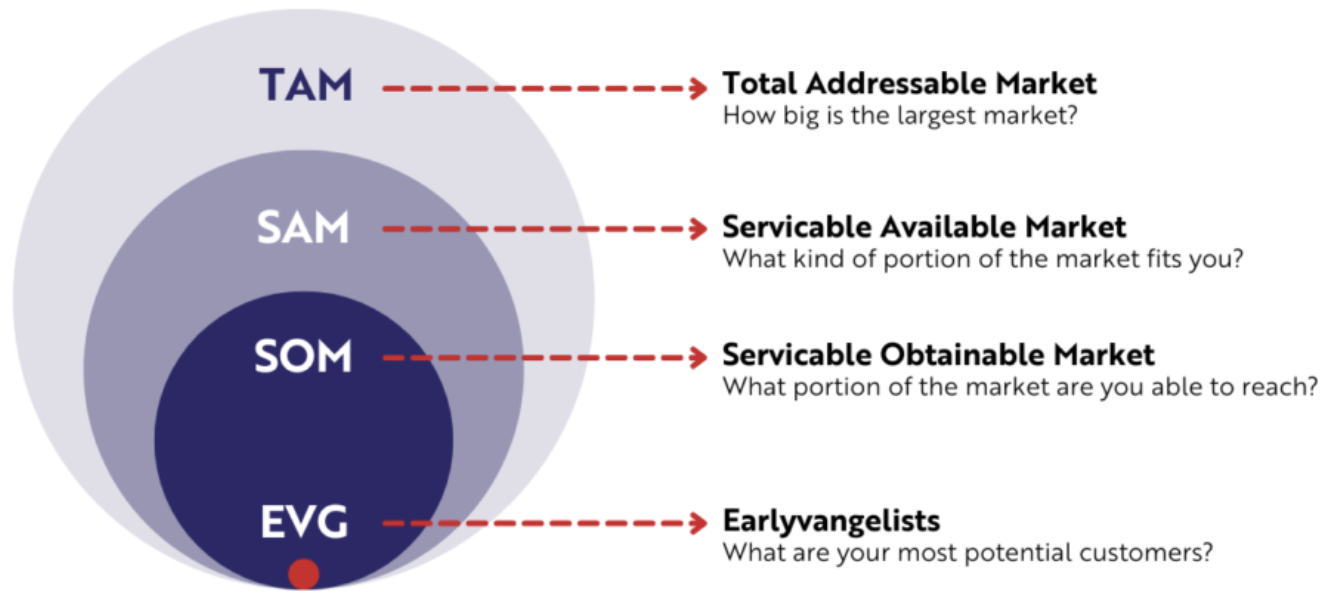 TAM
Total Addressable Market
How big is the largest market?
SAM
Servicable Available Market
What kind of portion of the market fits you?
SOM
Servicable Obtainable Market
What portion of the market are you able to reach?
EVG
Earlyvangelists
What are your most potential customers?